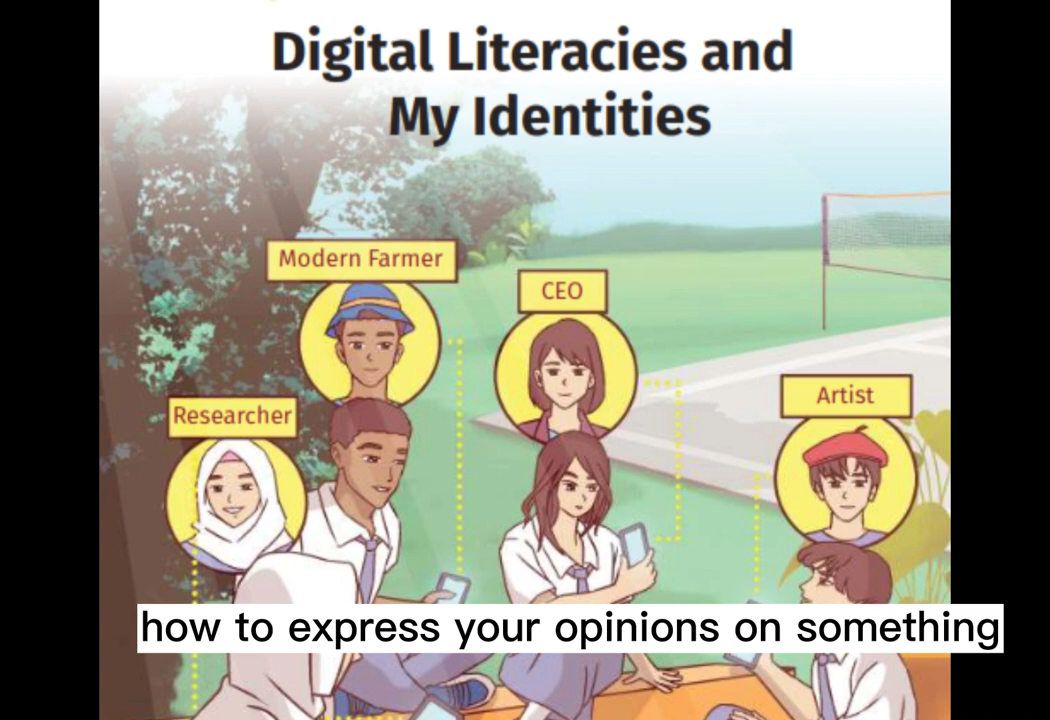 Digital Literacies and
My Identities
Modern Farmer
CEO
Artist
Researcher
how to express your opinions on something